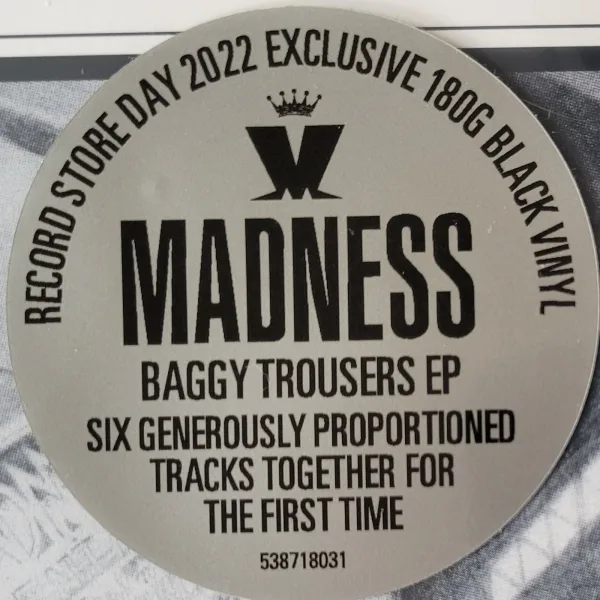 RECORD STORE DAY 2022 EXCLUSIVE 180G BLACK VINYL
MADNESS
BAGGY TROUSERS EP
SIX GENEROUSLY PROPORTIONED
TRACKS TOGETHER FOR
THE FIRST TIME
538718031